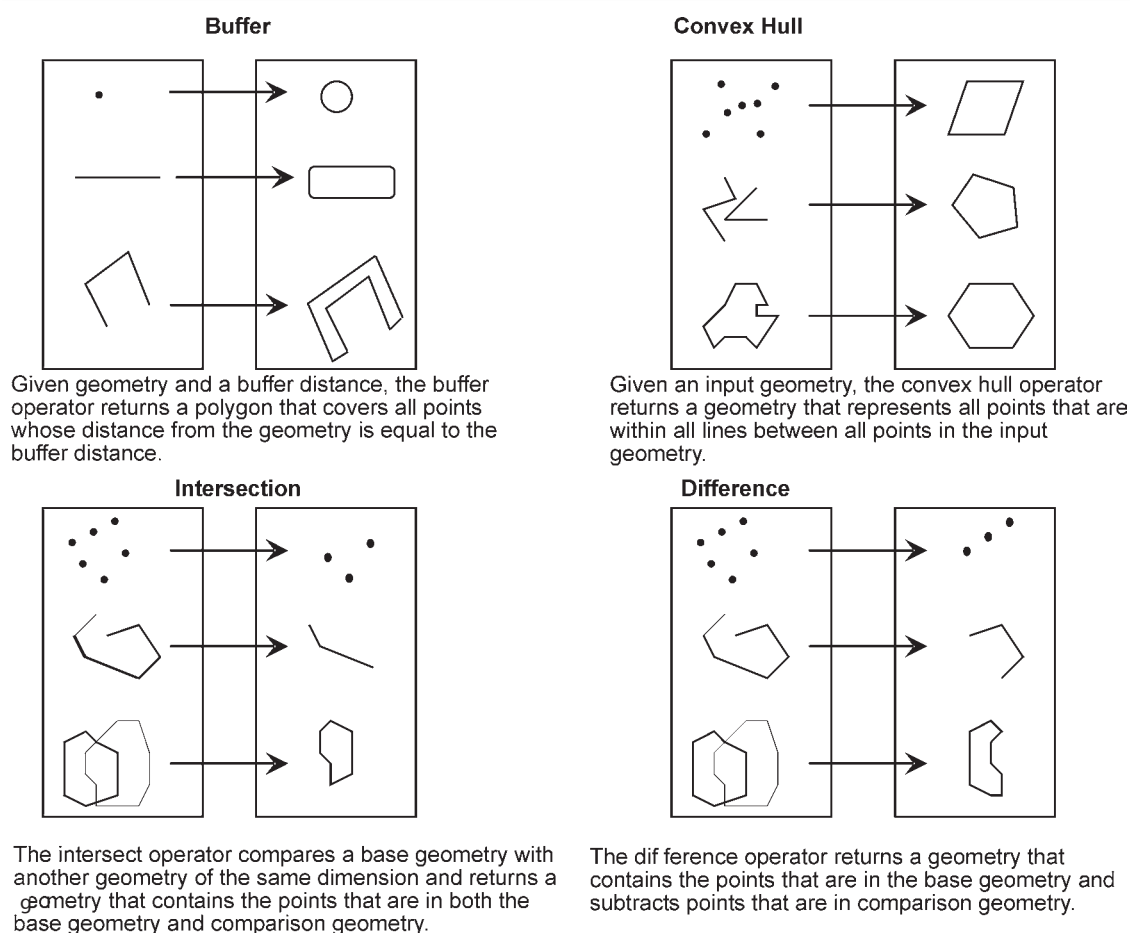 Buffer
Given geometry and a buffer distance, the buffer
operator returns a polygon that covers all points
whose distance from the geometry is equal to the
buffer distance.
Convex Hull
Given an input geometry, the convex hull operator
returns a geometry that represents all points that are
within all lines between all points in the input
geometry.
Intersection
The intersect operator compares a base geometry with
another geometry of the same dimension and returns a
geometry that contains the points that are in both the
base geometry and comparison geometry.
Difference
The dif ference operator returns a geometry that
contains the points that are in the base geometry and
subtracts points that are in comparison geometry.